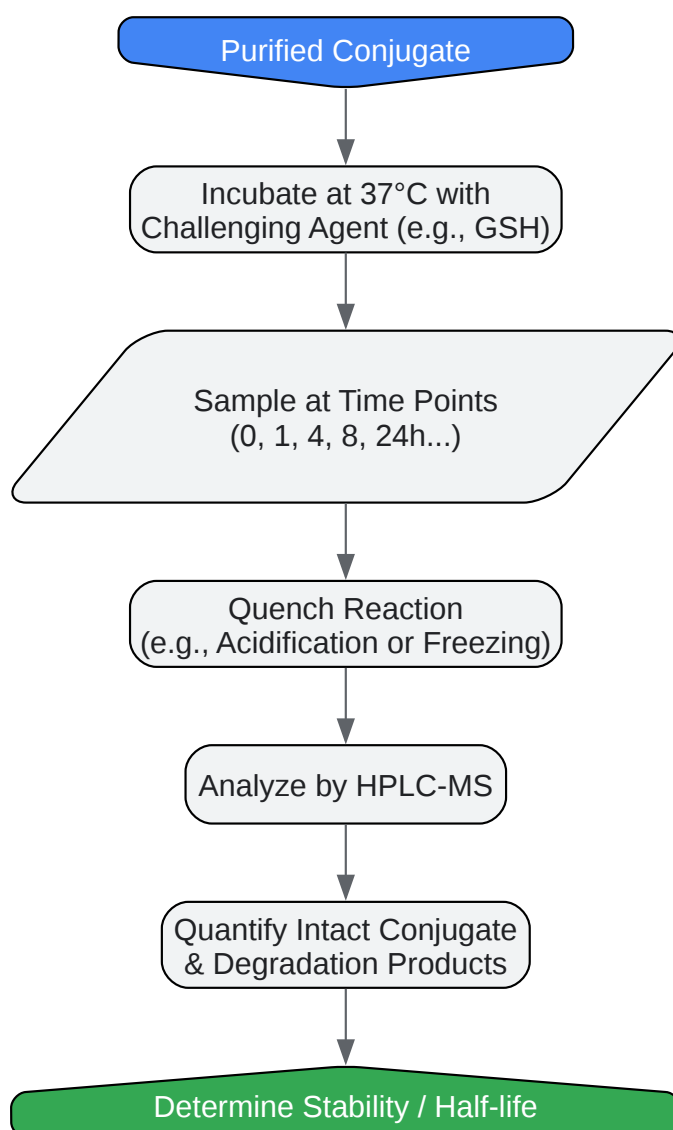 Purified Conjugate
Incubate at 37°C with
Challenging Agent (e.g., GSH)
Sample at Time Points
(0, 1, 4, 8, 24h...)
Quench Reaction
(e.g., Acidification or Freezing)
Analyze by HPLC-MS
Quantify Intact Conjugate
& Degradation Products
Determine Stability / Half-life